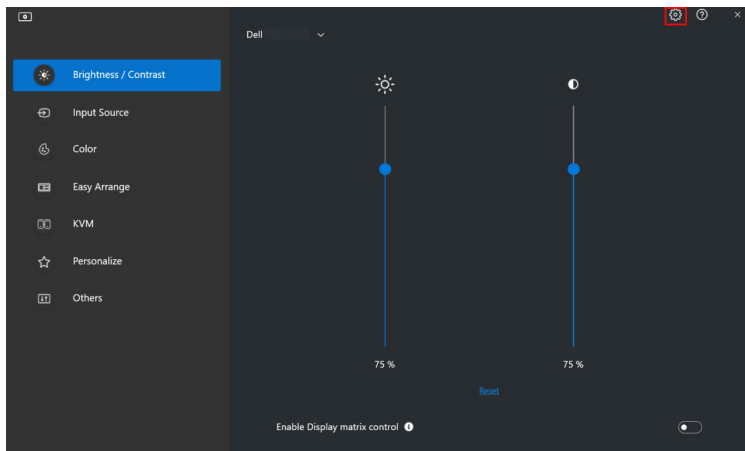 Dell
Brightness / Contrast
Input Source
Color
Easy Arrange
KVM
Personalize
Others
75 %
75 %
Reset
Enable Display matrix control